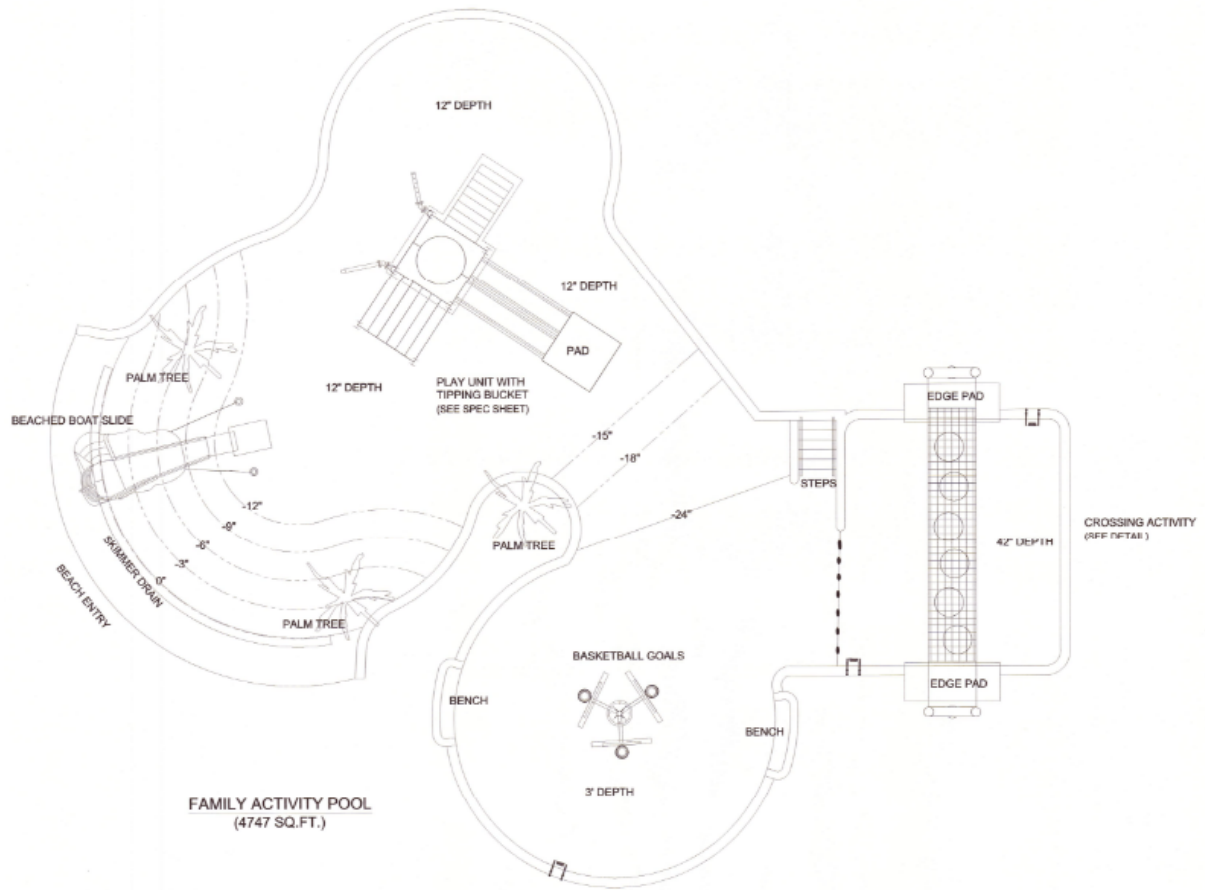 12" DEPTH
12" DEPTH
PAD
PALM TREE
12" DEPTH
PLAY UNIT WITH
TIPPING BUCKET
(SEE SPEC SHEET)
BEACHED BOAT SLIDE
EDGE PAD
-15"
-18"
STEPS
-12"
-9"
-6"
-3"
0"
-24"
SKIMMER DRAIN
BEACH ENTRY
PALM TREE
42" DEPTH
CROSSING ACTIVITY
(SEE DETAIL)
PALM TREE
BASKETBALL GOALS
EDGE PAD
BENCH
BENCH
3' DEPTH
FAMILY ACTIVITY POOL
(4747 SQ.FT.)